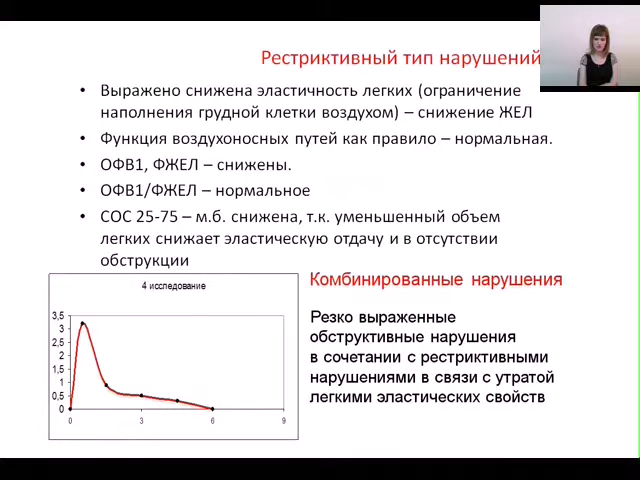 Рестриктивный тип нарушений
• Выражено снижена эластичность легких (ограничение
наполнения грудной клетки воздухом) – снижение ЖЕЛ
• Функция воздухоносных путей как правило – нормальная.
• ОФВ1, ФЖЕЛ – снижены.
• ОФВ1/ФЖЕЛ – нормальное
• СОС 25-75 – м.б. снижена, т.к. уменьшенный объем
легких снижает эластическую отдачу и в отсутствии
обструкции
4 исследование
3,5
3
2,5
2
1,5
1
0,5
0
0 3 6 9
Комбинированные нарушения
Резко выраженные
обструктивные нарушения
в сочетании с рестриктивными
нарушениями в связи с утратой
легкими эластических свойств